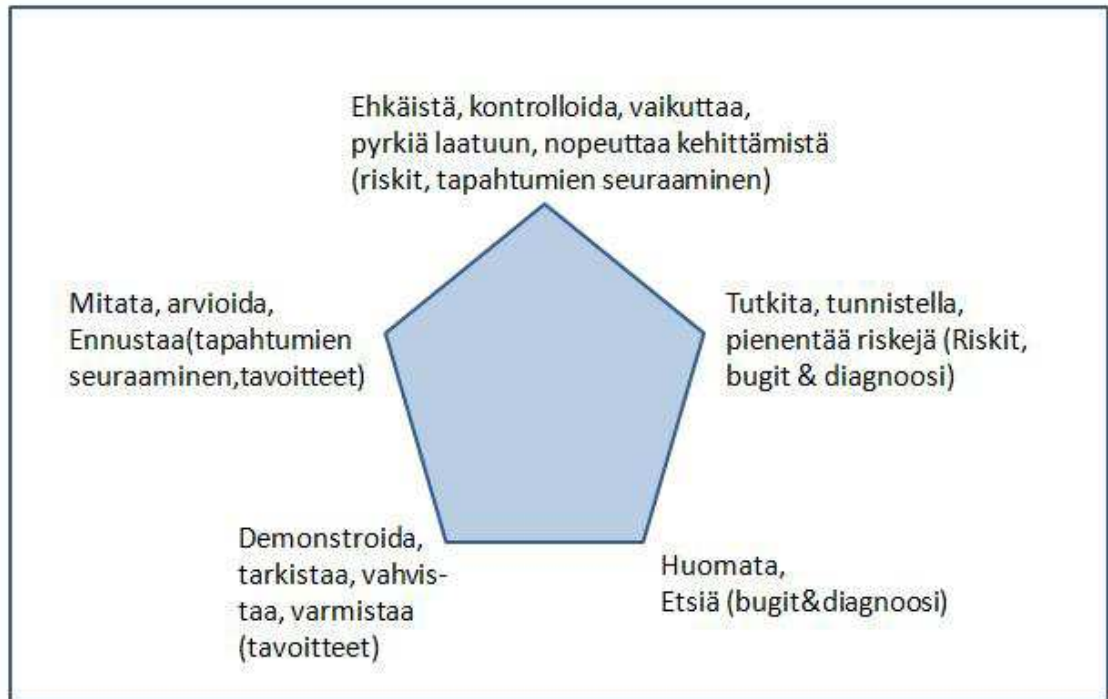 Ehkäistä, kontrolloida, vaikuttaa,
pyrkiä laatuun, nopeuttaa kehittämistä
(riskit, tapahtumien seuraaminen)
Mitata, arvioida,
Ennustaa(tapahtumien
seuraaminen,tavoitteet)
Tutkita, tunnistella,
pienentää riskejä (Riskit,
bugit & diagnoosi)
Demonstroida,
tarkistaa, vahvis-
taa, varmistaa
(tavoitteet)
Huomata,
Etsiä (bugit&diagnoosi)